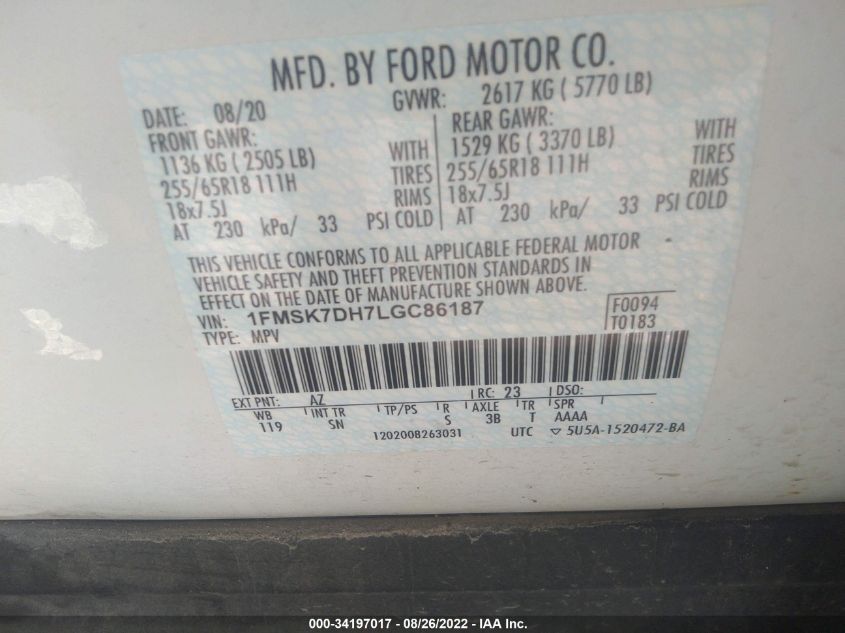 MFD. BY FORD MOTOR CO.
DATE: 08/20 GVWR: 2617 KG ( 5770 LB)
FRONT GAWR: REAR GAWR:
1136 KG ( 2505 LB) WITH 1529 KG ( 3370 LB) WITH
255/65R18 111H TIRES 255/65R18 111H TIRES
18x7.5J RIMS 18x7.5J RIMS
AT 230 kPa/ 33 PSI COLD AT 230 kPa/ 33 PSI COLD
THIS VEHICLE CONFORMS TO ALL APPLICABLE FEDERAL MOTOR
VEHICLE SAFETY AND THEFT PREVENTION STANDARDS IN
EFFECT ON THE DATE OF MANUFACTURE SHOWN ABOVE.
VIN: 1FMSK7DH7LGC86187 F0094
TYPE: MPV T0183
EXT PNT: AZ RC: 23 DSO:
WB INT TR TP/PS R AXLE TR SPR
119 SN S 3B T AAAA
1202008263031 UTC ▽ 5U5A-1520472-BA
000-34197017 - 08/26/2022 - IAA Inc.